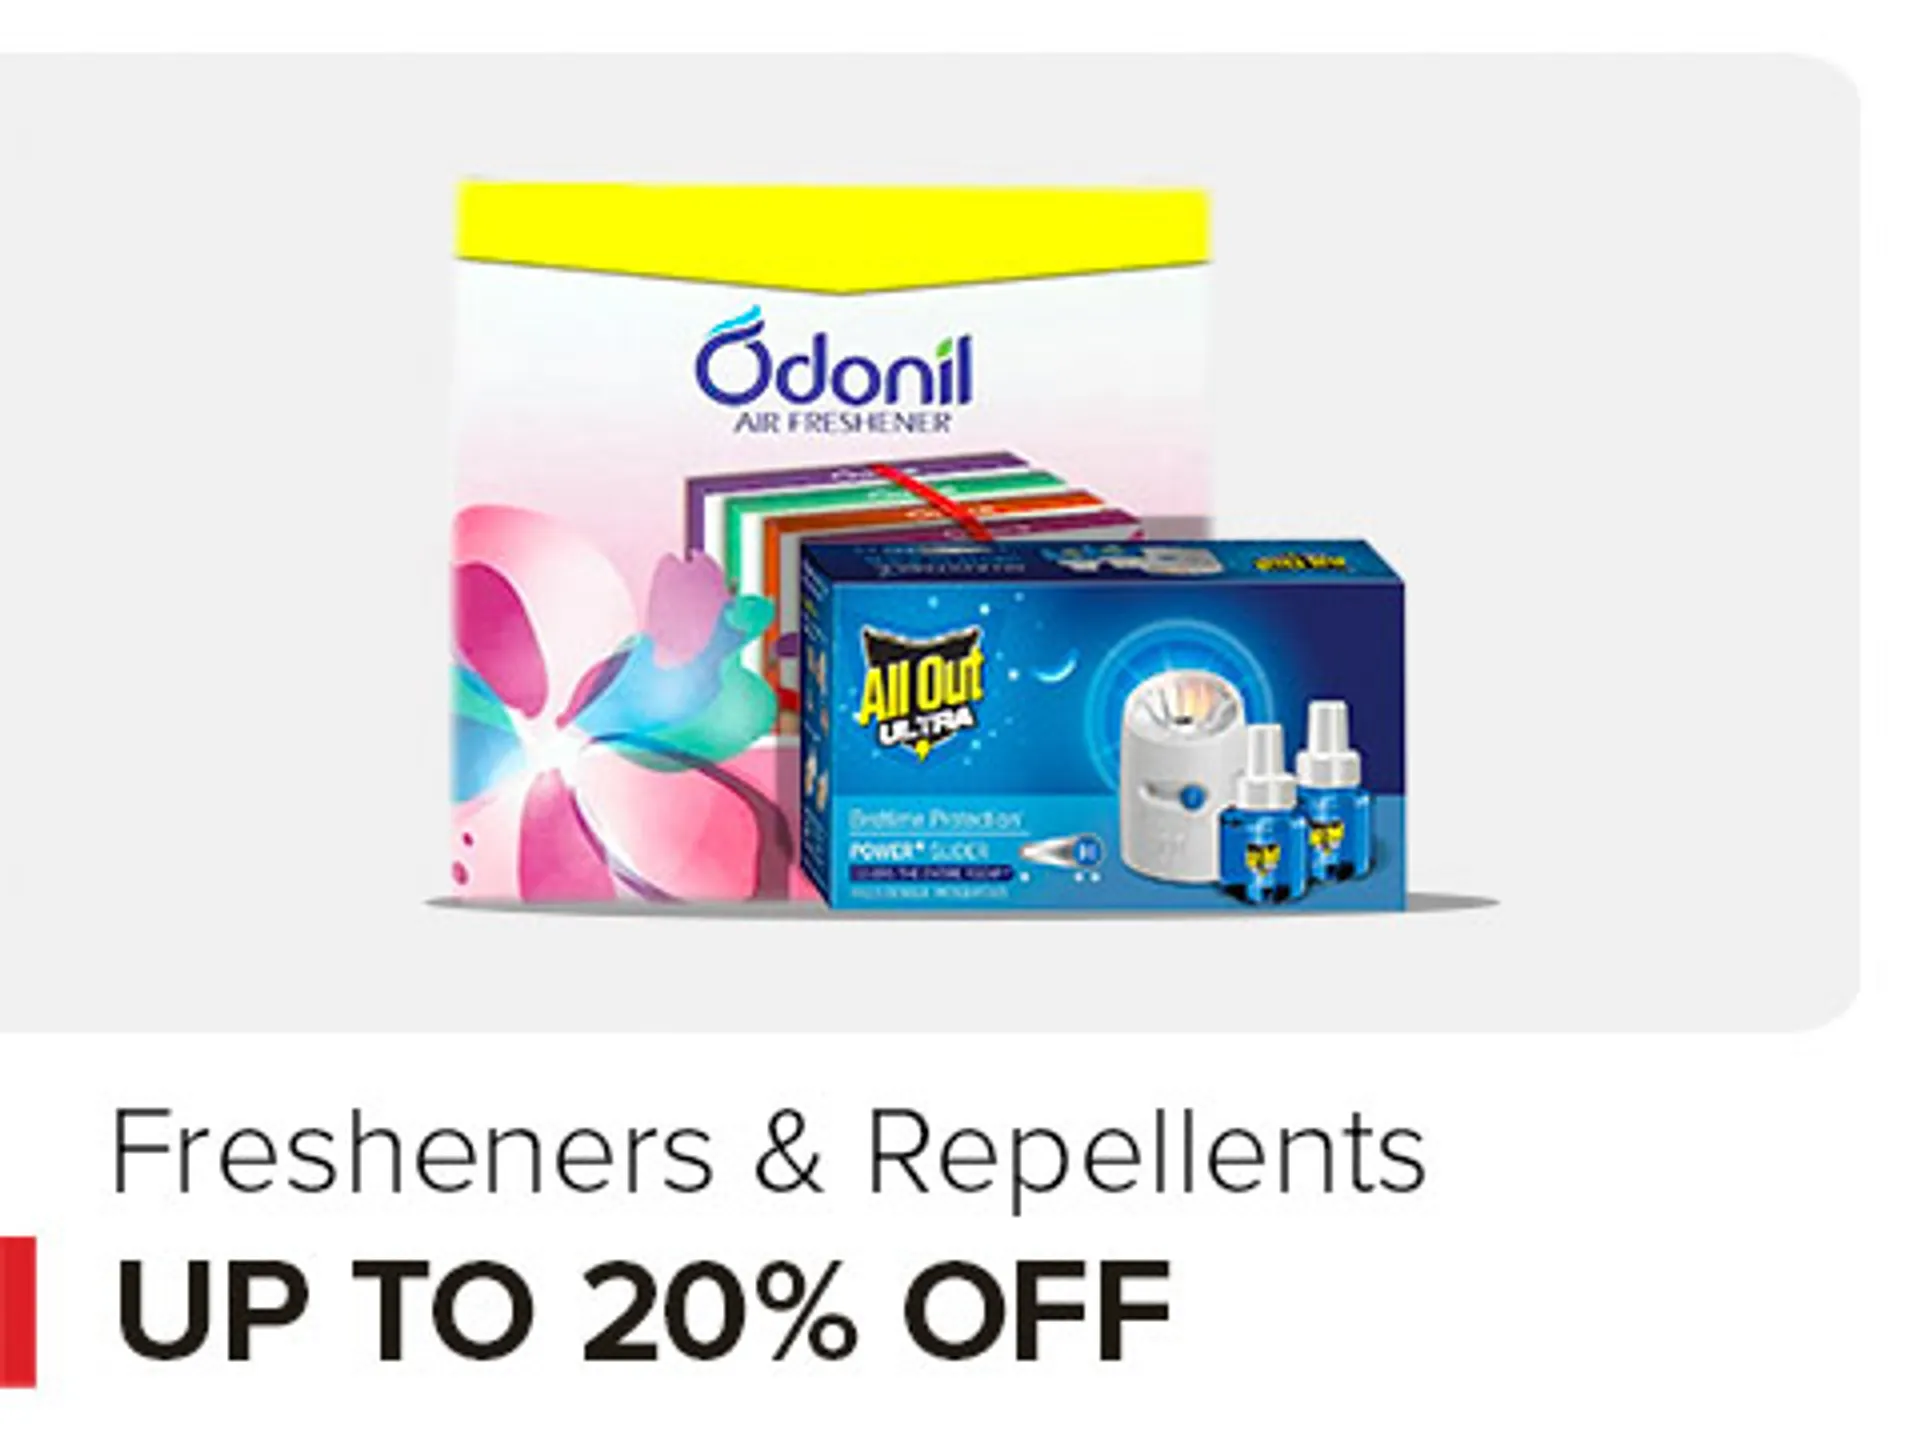 Odonil
AIR FRESHENER
All Out
ULTRA
Bedtime Protection
POWER+ SLIDER
Fresheners & Repellents
UP TO 20% OFF